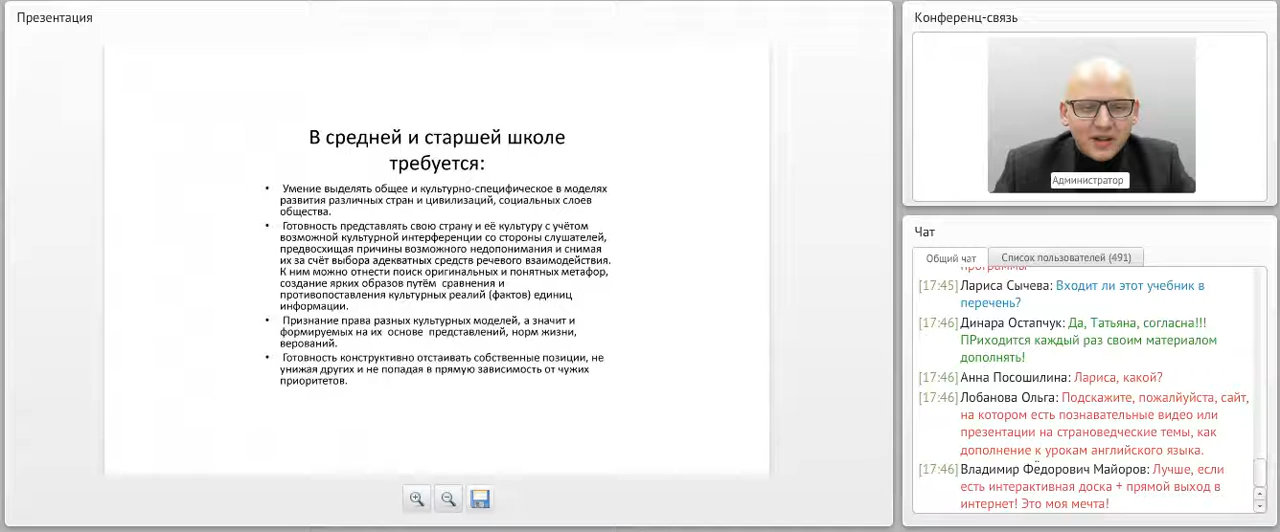 Презентация
В средней и старшей школе
требуется:
• Умение выделять общее и культурно-специфическое в моделях
развития различных стран и цивилизаций, социальных слоев
общества.
• Готовность представлять свою страну и её культуру с учётом
возможной культурной интерференции со стороны слушателей,
предвосхищая причины возможного недопонимания и снимая
их за счёт выбора адекватных средств речевого взаимодействия.
К ним можно отнести поиск оригинальных и понятных метафор,
создание ярких образов путём сравнения и
противопоставления культурных реалий (фактов) единиц
информации.
• Признание права разных культурных моделей, а значит и
формируемых на их основе представлений, норм жизни,
верований.
• Готовность конструктивно отстаивать собственные позиции, не
унижая других и не попадая в прямую зависимость от чужих
приоритетов.
Конференц-связь
Администратор
Чат
Общий чат
Список пользователей (491)
программы
[17:45] Лариса Сычева: Входит ли этот учебник в
перечень?
[17:46] Динара Остапчук: Да, Татьяна, согласна!!!
ПРиходится каждый раз своим материалом
дополнять!
[17:46] Анна Посошилина: Лариса, какой?
[17:46] Лобанова Ольга: Подскажите, пожалйуйста, сайт,
на котором есть познавательные видео или
презентации на страноведческие темы, как
дополнение к урокам английского языка.
[17:46] Владимир Фёдорович Майоров: Лучше, если
есть интерактивная доска + прямой выход в
интернет! Это моя мечта!